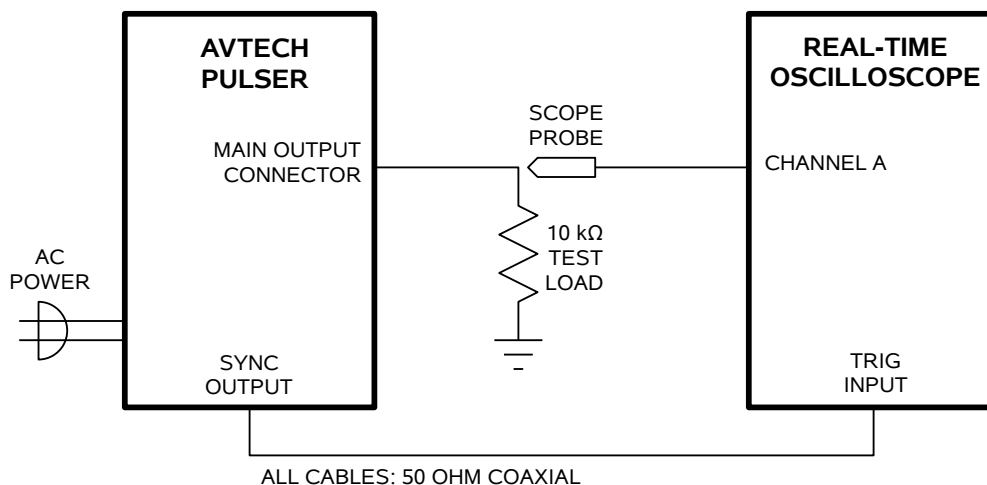 AVTECH
PULSER
REAL-TIME
OSCILLOSCOPE
SCOPE
PROBE
MAIN OUTPUT
CONNECTOR
CHANNEL A
10 kΩ
TEST
LOAD
AC
POWER
SYNC
OUTPUT
TRIG
INPUT
ALL CABLES: 50 OHM COAXIAL